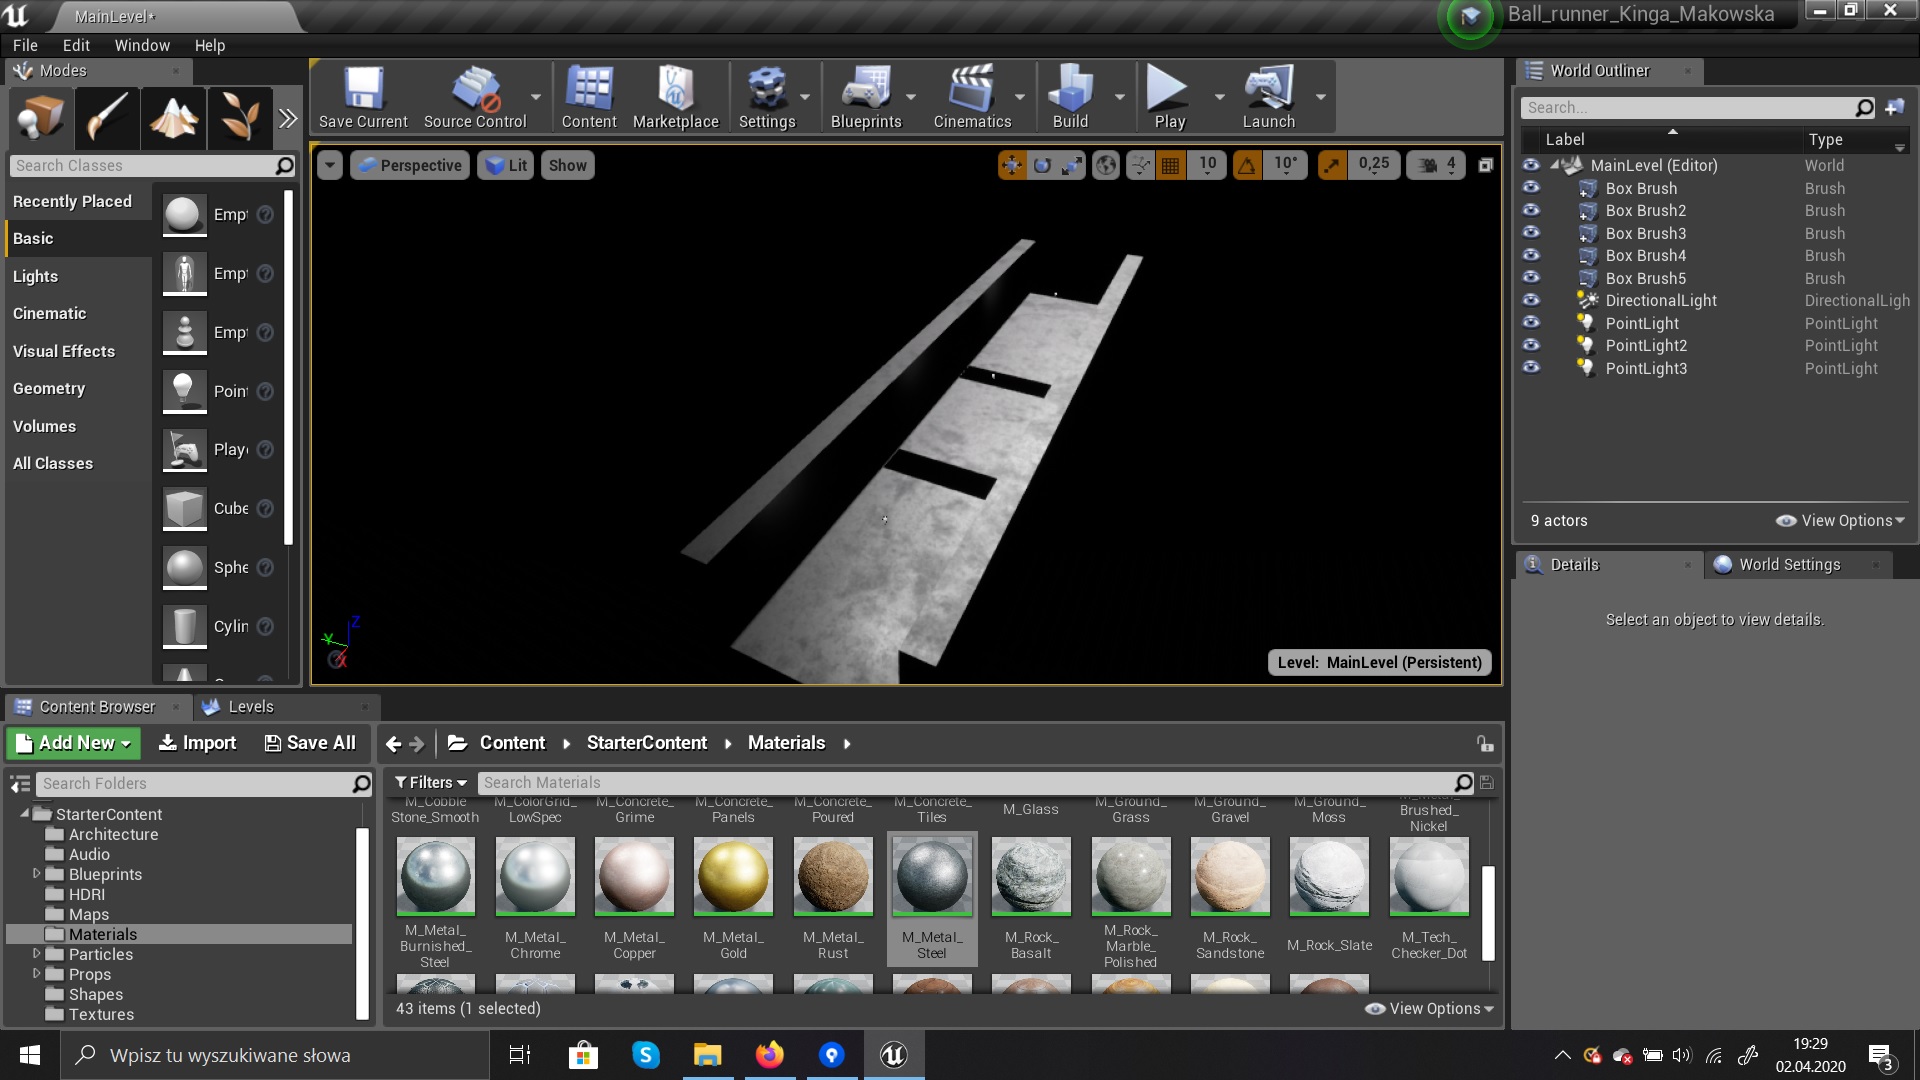 MainLevel*
Ball_runner_Kinga_Makowska
File Edit Window Help
Modes
Search Classes
Recently Placed
Basic
Lights
Cinematic
Visual Effects
Geometry
Volumes
All Classes
Empt
Empt
Empt
Point
Playe
Cube
Sphe
Cylin
Save Current
Source Control
Content
Marketplace
Settings
Blueprints
Cinematics
Build
Play
Launch
Perspective
Lit
Show
10
10°
0,25
4
Z
Y
X
Level: MainLevel (Persistent)
World Outliner
Search...
Label Type
MainLevel (Editor) World
Box Brush Brush
Box Brush2 Brush
Box Brush3 Brush
Box Brush4 Brush
Box Brush5 Brush
DirectionalLight DirectionalLigh
PointLight PointLight
PointLight2 PointLight
PointLight3 PointLight
9 actors
View Options
Details
World Settings
Select an object to view details.
Content Browser
Levels
Add New
Import
Save All
Content
StarterContent
Materials
Search Folders
StarterContent
Architecture
Audio
Blueprints
HDRI
Maps
Materials
Particles
Props
Shapes
Textures
Filters
Search Materials
M_Cobble
Stone_Smooth
M_ColorGrid_
LowSpec
M_Concrete_
Grime
M_Concrete_
Panels
M_Concrete_
Poured
M_Concrete_
Tiles
M_Glass
M_Ground_
Grass
M_Ground_
Gravel
M_Ground_
Moss
M_Metal_
Brushed_
Nickel
M_Metal_
Burnished_
Steel
M_Metal_
Chrome
M_Metal_
Copper
M_Metal_
Gold
M_Metal_
Rust
M_Metal_
Steel
M_Rock_
Basalt
M_Rock_
Marble_
Polished
M_Rock_
Sandstone
M_Rock_Slate
M_Tech_
Checker_Dot
43 items (1 selected)
View Options
Wpisz tu wyszukiwane słowa
19:29
02.04.2020
3